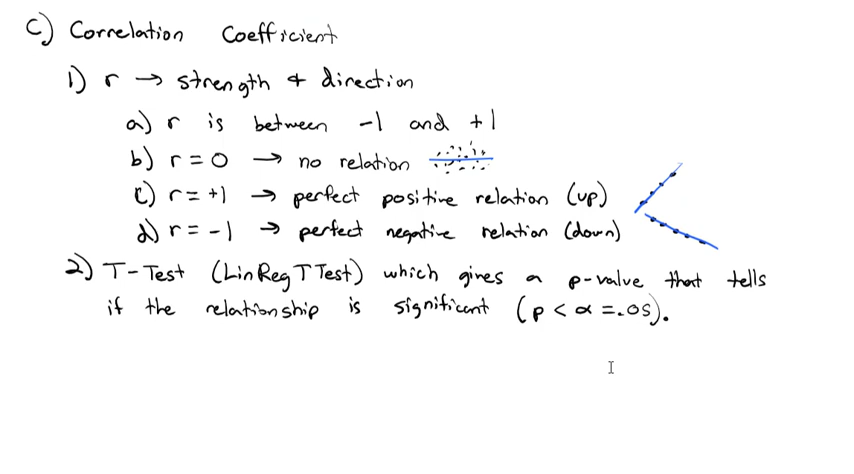 C) Correlation Coefficient
1) r → strength & direction
a) r is between -1 and +1
b) r = 0 → no relation
c) r = +1 → perfect positive relation (up)
d) r = -1 → perfect negative relation (down)
2) T-Test (LinRegTTest) which gives a p-value that tells
if the relationship is significant (p < α = .05).